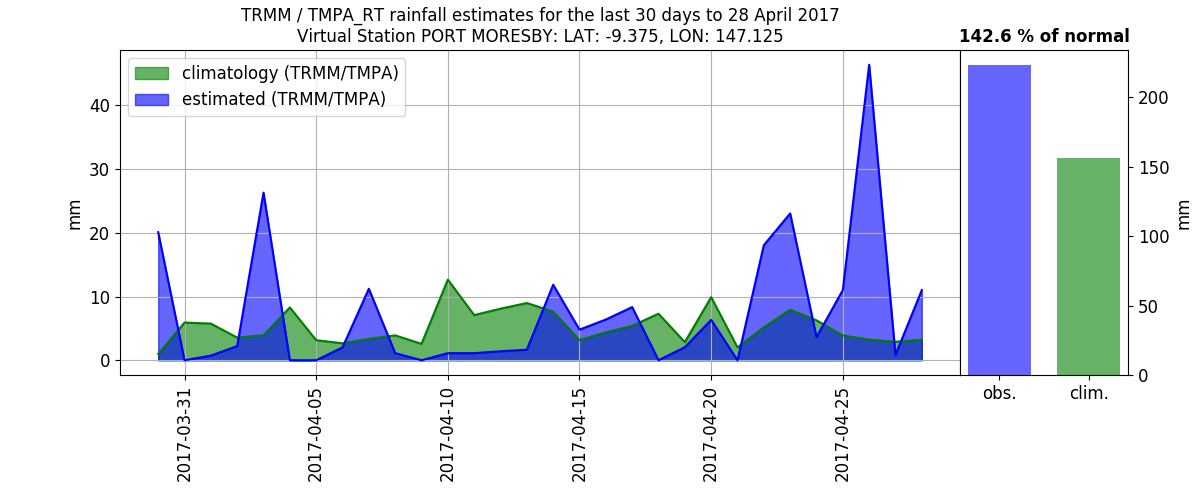 TRMM / TMPA_RT rainfall estimates for the last 30 days to 28 April 2017
Virtual Station PORT MORESBY: LAT: -9.375, LON: 147.125
142.6 % of normal
climatology (TRMM/TMPA)
estimated (TRMM/TMPA)
mm
40
30
20
10
0
2017-03-31
2017-04-05
2017-04-10
2017-04-15
2017-04-20
2017-04-25
200
150
100
50
0
mm
obs.
clim.